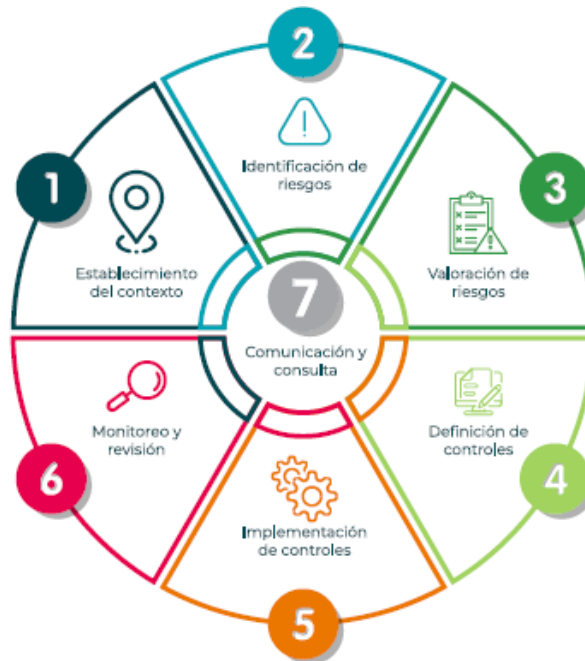 1
Establecimiento
del contexto
2
Identificación de
riesgos
3
Valoración de
riesgos
4
Definición de
controles
5
Implementación
de controles
6
Monitoreo y
revisión
7
Comunicación y
consulta